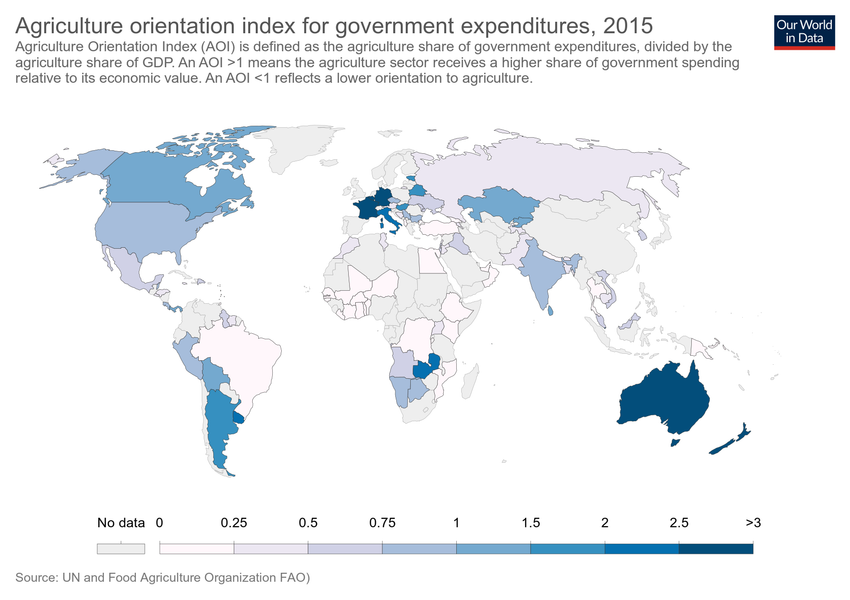 Agriculture orientation index for government expenditures, 2015
Our World
in Data
Agriculture Orientation Index (AOI) is defined as the agriculture share of government expenditures, divided by the
agriculture share of GDP. An AOI >1 means the agriculture sector receives a higher share of government spending
relative to its economic value. An AOI <1 reflects a lower orientation to agriculture.
No data 0 0.25 0.5 0.75 1 1.5 2 2.5 >3
Source: UN and Food Agriculture Organization FAO)